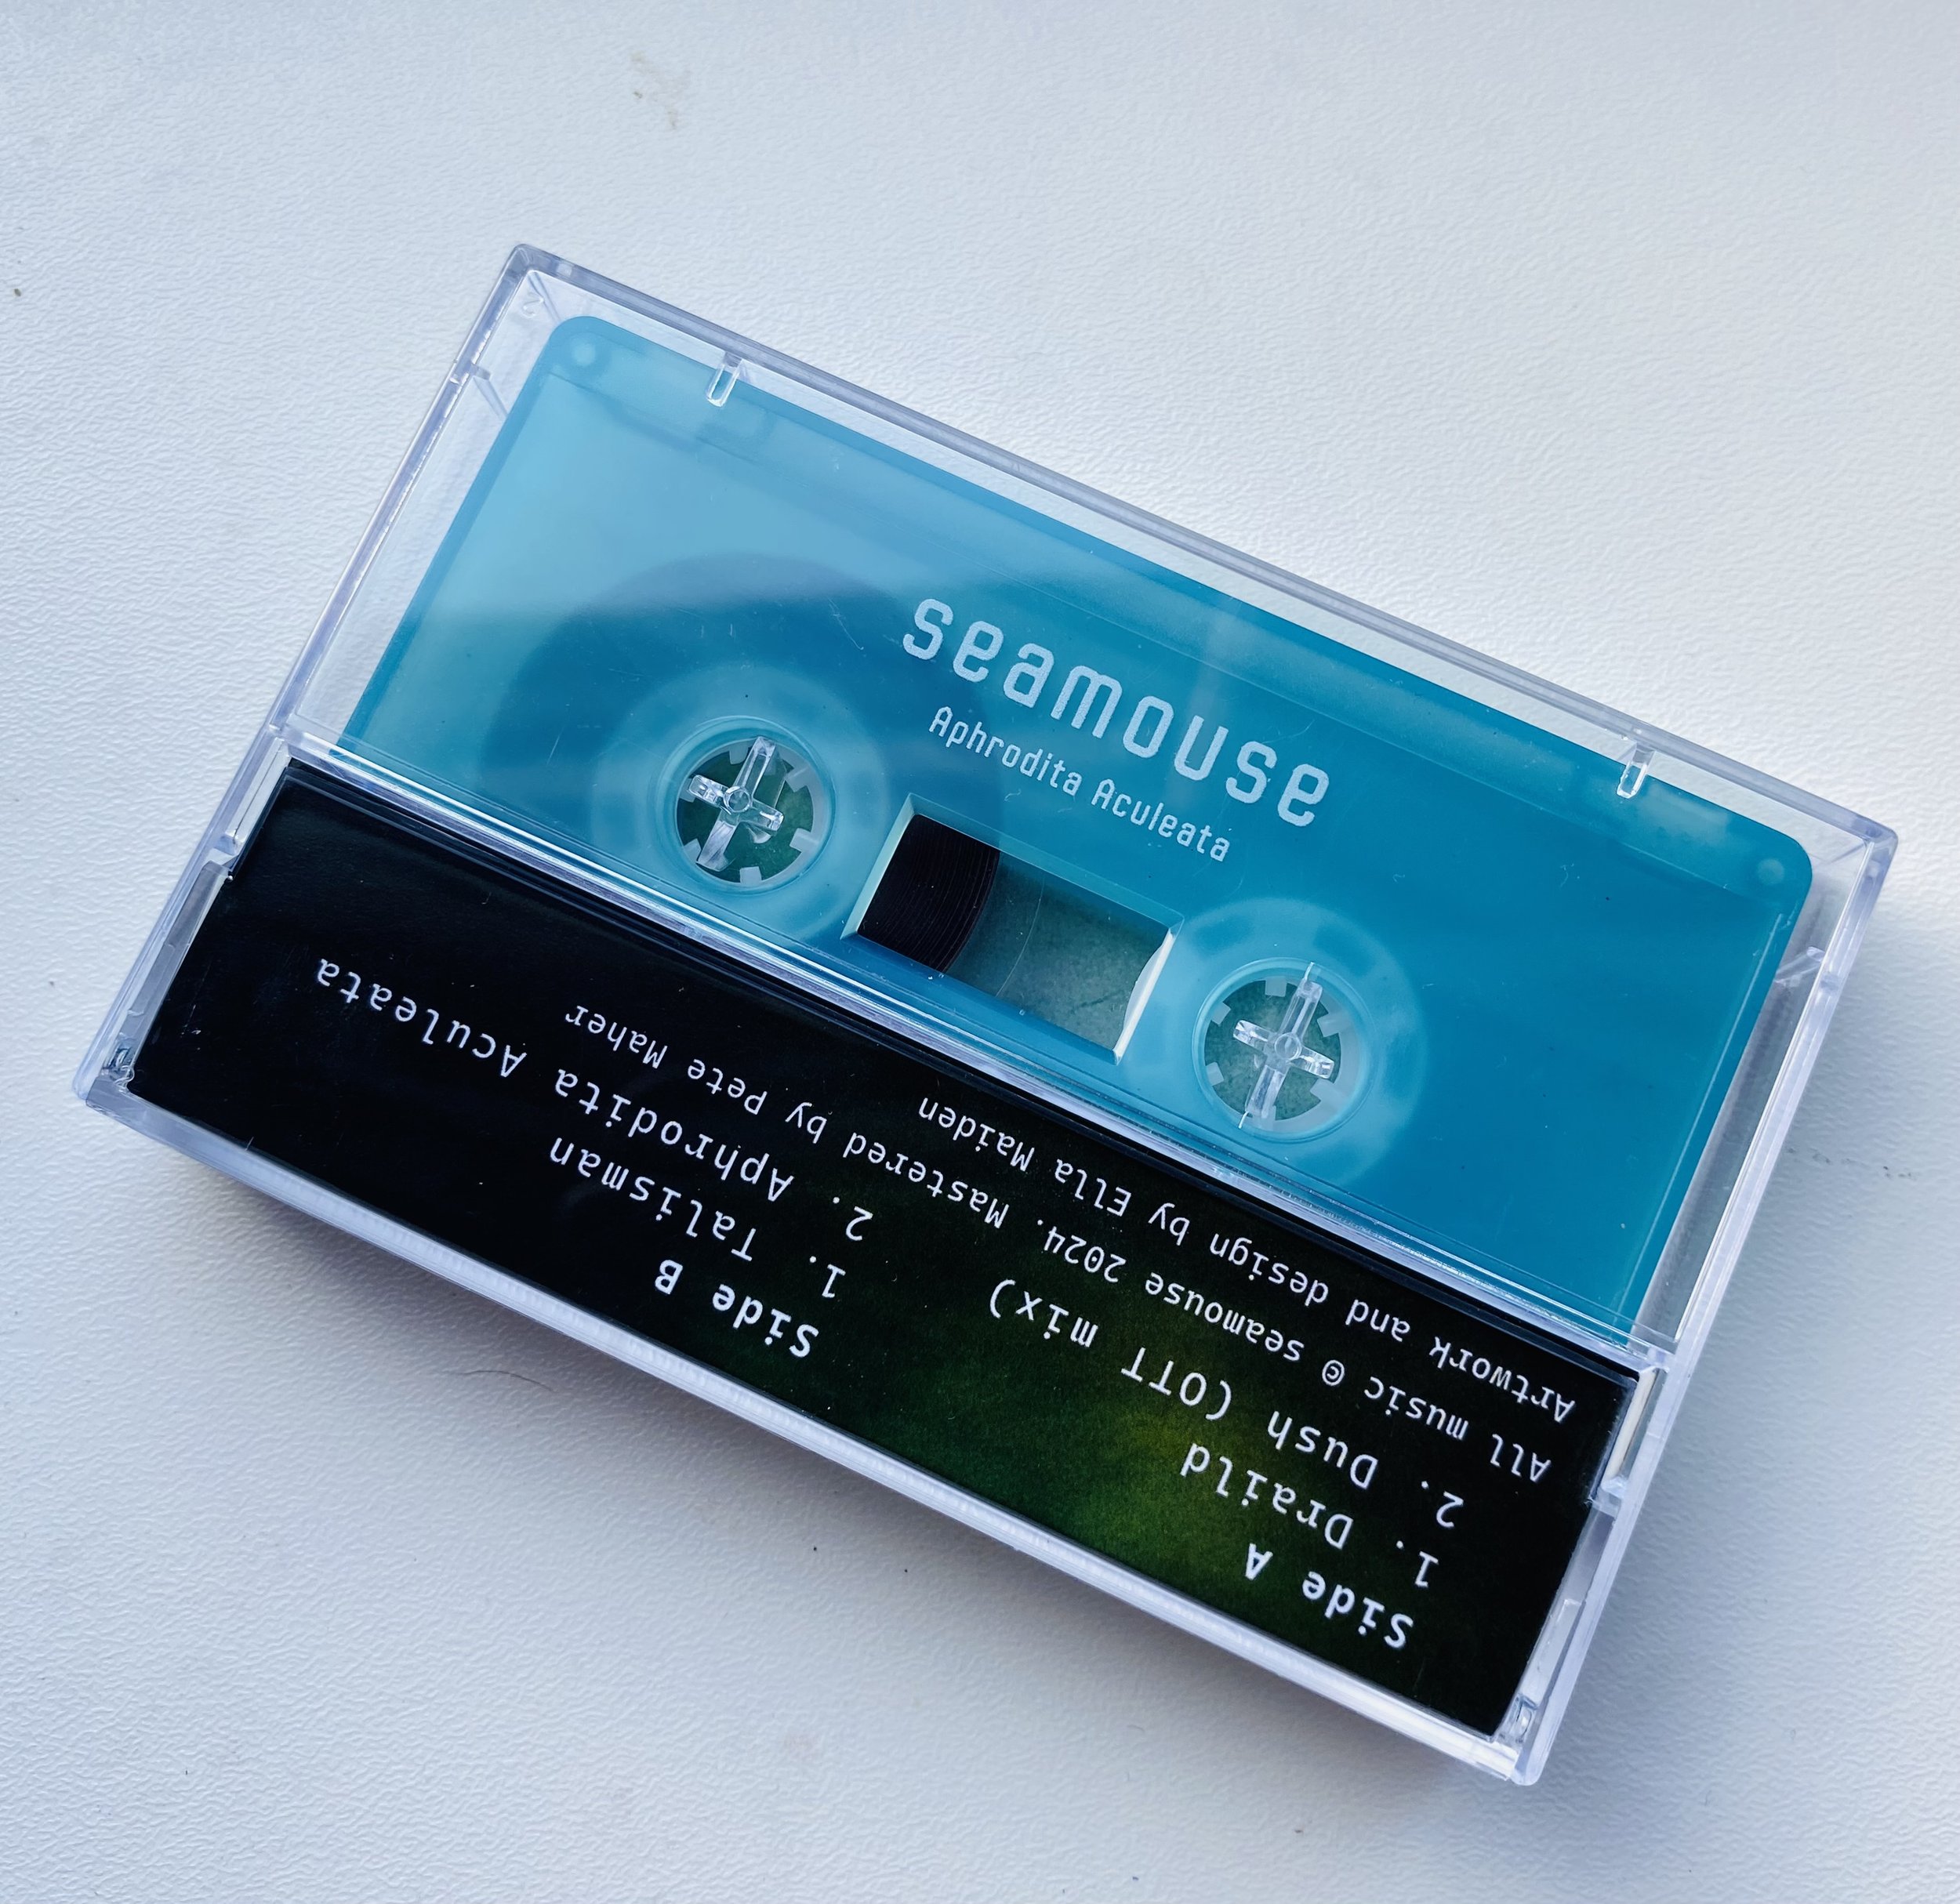 seamouse
Aphrodita Aculeata
Side A
1. Draild
2. Dush (OTT mix)
Side B
1. Talisman
2. Aphrodita Aculeata
All music © seamouse 2024. Mastered by Pete Maher
Artwork and design by Ella Maiden